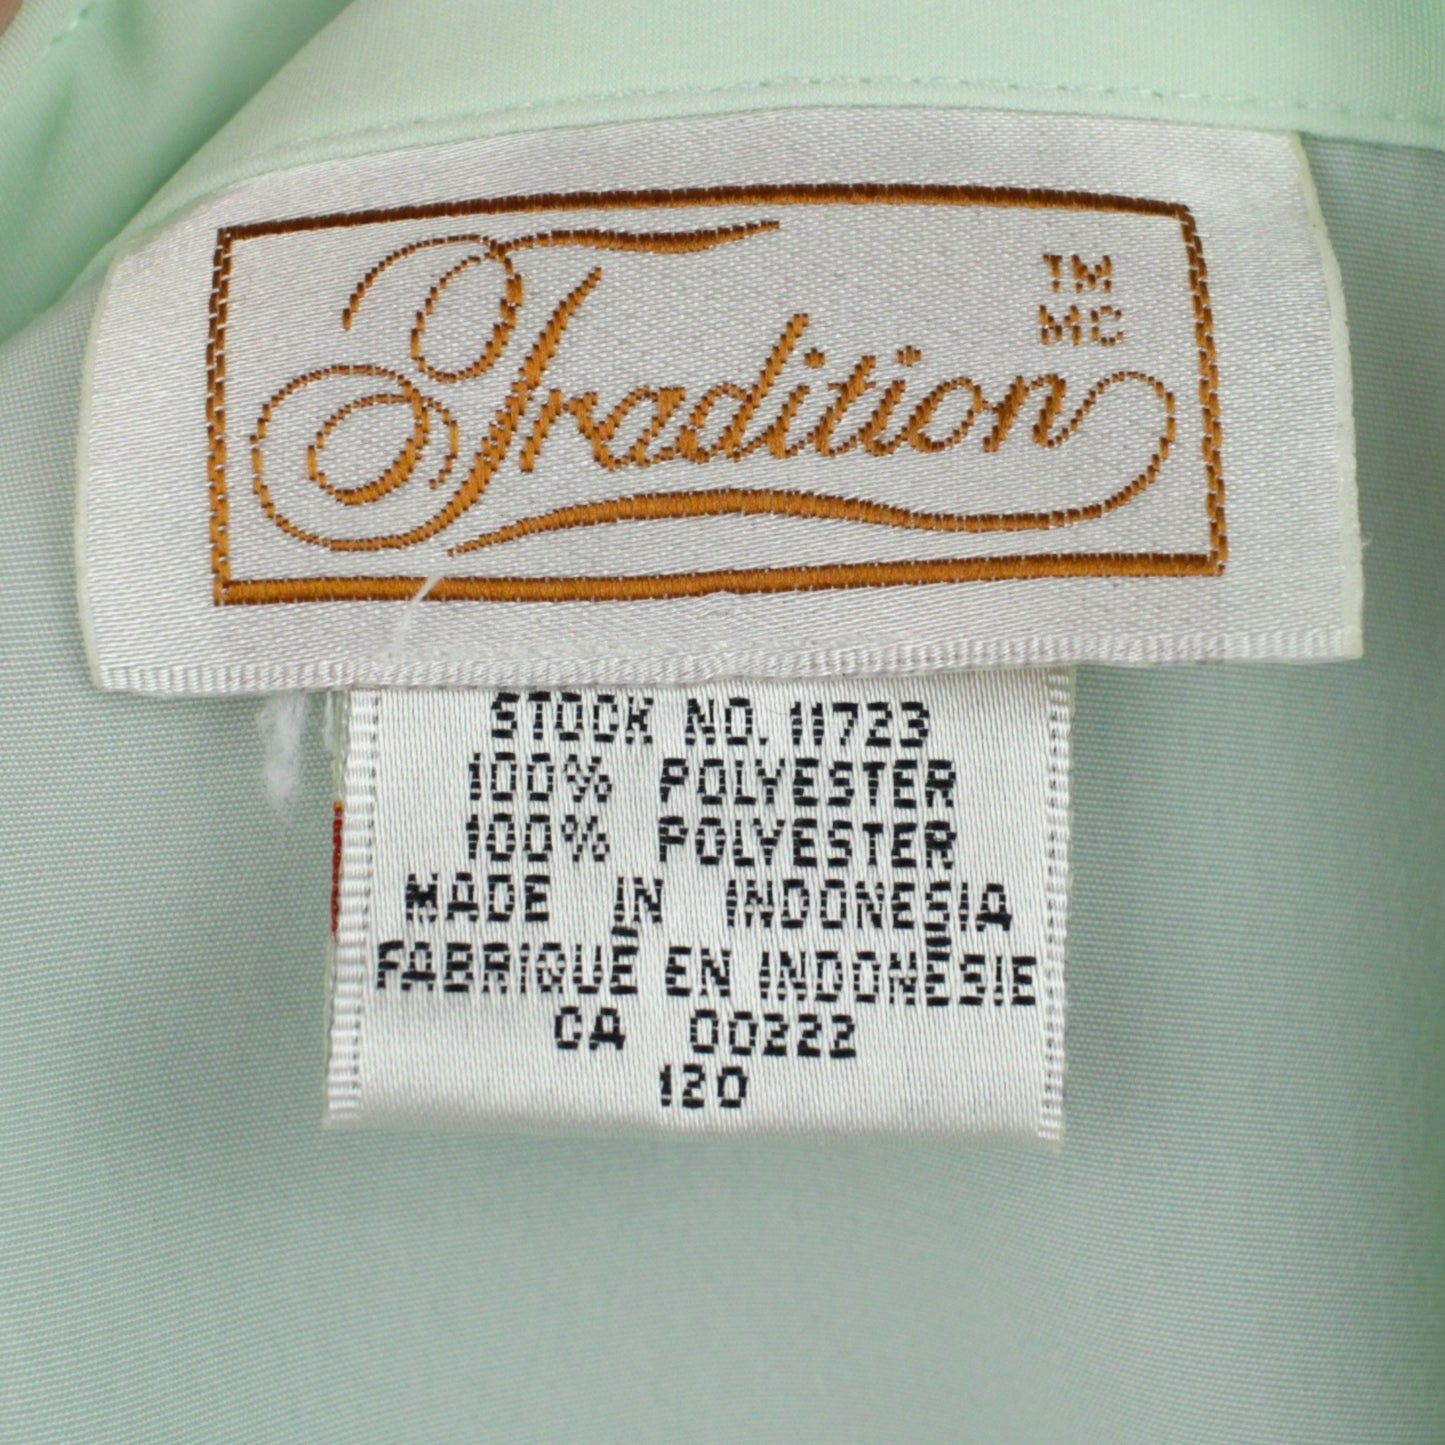 Tradition
TM
MC
STOCK NO. 11723
100% POLYESTER
100% POLYESTER
MADE IN INDONESIA
FABRIQUÉ EN INDONÉSIE
CA 00222
120